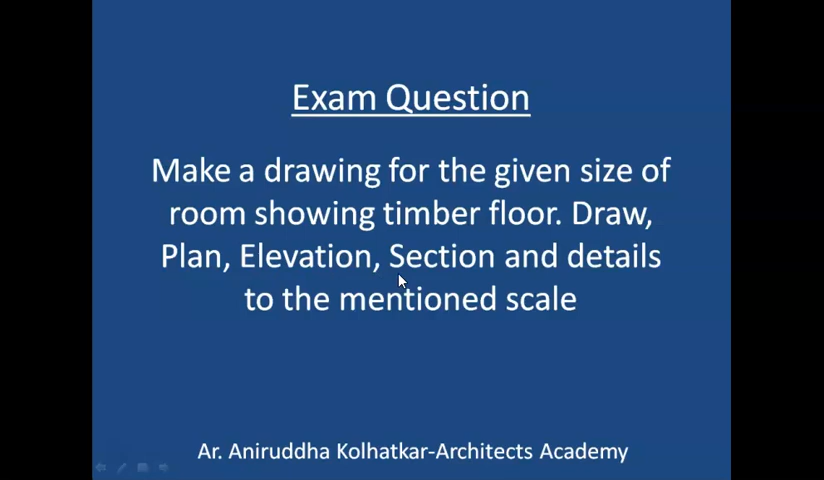 Exam Question
Make a drawing for the given size of
room showing timber floor. Draw,
Plan, Elevation, Section and details
to the mentioned scale
Ar. Aniruddha Kolhatkar-Architects Academy